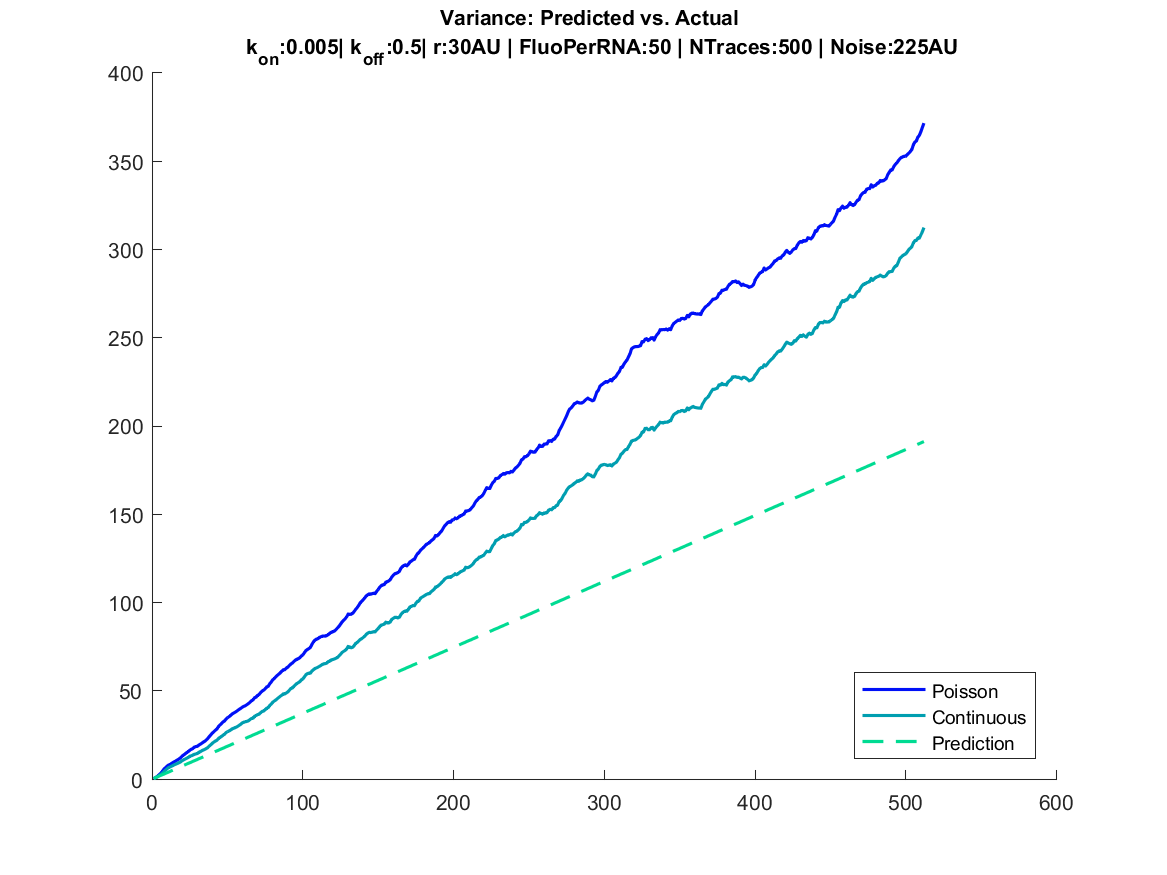 Variance: Predicted vs. Actual
kon:0.005| koff:0.5| r:30AU | FluoPerRNA:50 | NTraces:500 | Noise:225AU
400
350
300
250
200
150
100
50
0
0 100 200 300 400 500 600
Poisson
Continuous
Prediction